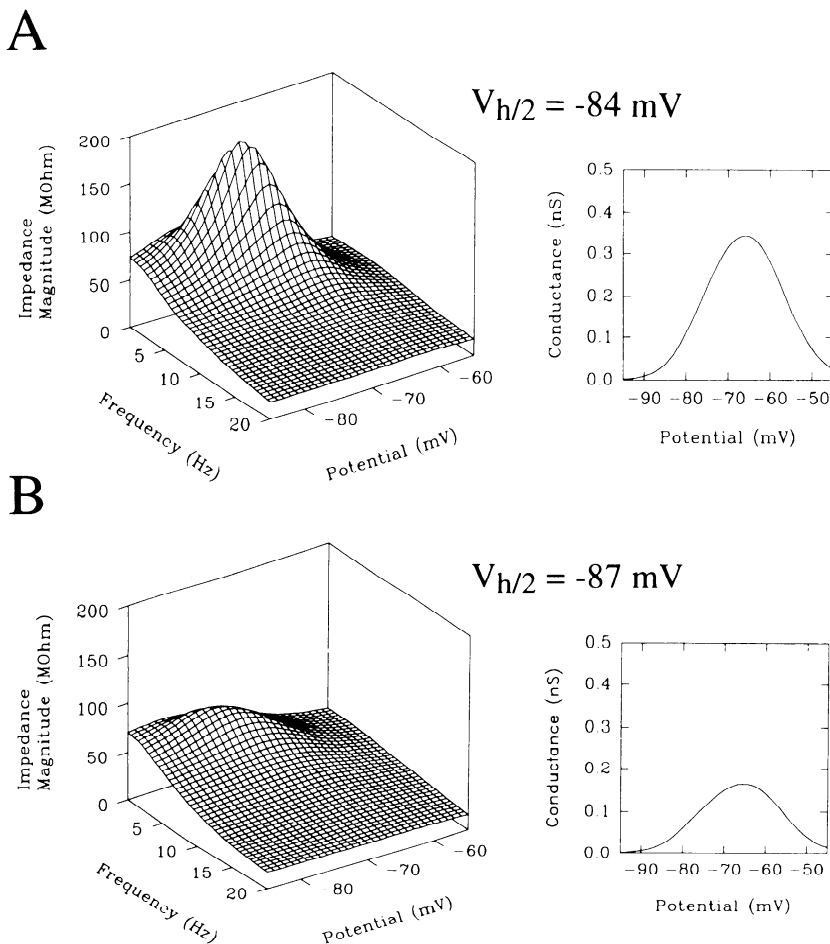 A
V_h/2 = -84 mV
200
150
100
50
0
Impedance
Magnitude (MOhm)
5
10
15
20
Frequency (Hz)
-80
-70
-60
Potential (mV)
0.5
0.4
0.3
0.2
0.1
0.0
Conductance (nS)
-90 -80 -70 -60 -50
Potential (mV)
B
V_h/2 = -87 mV
200
150
100
50
0
Impedance
Magnitude (MOhm)
5
10
15
20
Frequency (Hz)
-80
-70
-60
Potential (mV)
0.5
0.4
0.3
0.2
0.1
0.0
Conductance (nS)
-90 -80 -70 -60 -50
Potential (mV)